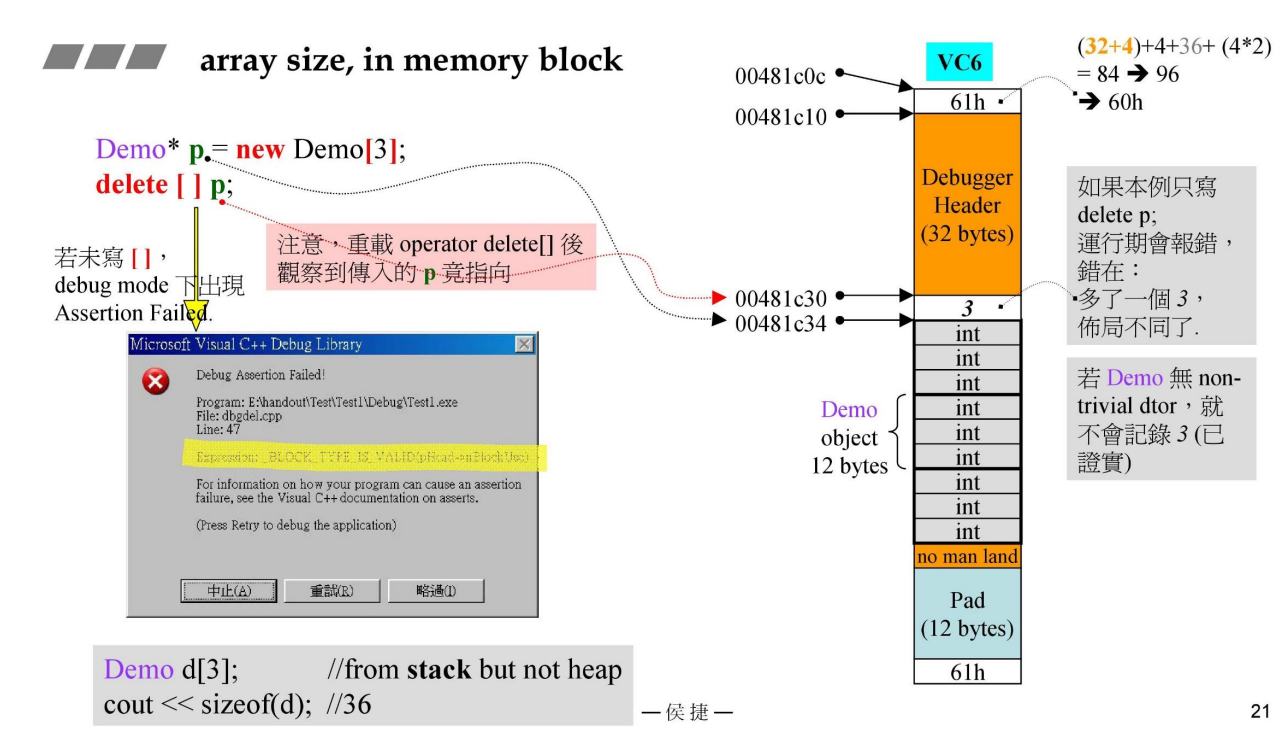 array size, in memory block
Demo* p = new Demo[3];
delete [ ] p;
若未寫 [ ]，
debug mode 下出現
Assertion Failed.
注意，重載 operator delete[] 後
觀察到傳入的 p 竟指向
Microsoft Visual C++ Debug Library
Debug Assertion Failed!
Program: E:\handout\Test\Test1\Debug\Test1.exe
File: dbgdel.cpp
Line: 47
Expression: _BLOCK_TYPE_IS_VALID(pHead->nBlockUse)
For information on how your program can cause an assertion
failure, see the Visual C++ documentation on asserts.
(Press Retry to debug the application)
中止(A)
重試(R)
略過(I)
Demo d[3]; //from stack but not heap
cout << sizeof(d); //36
VC6
00481c0c
61h
00481c10
Debugger
Header
(32 bytes)
00481c30
3
00481c34
int
int
int
int
int
int
int
int
int
Demo
object
12 bytes
no man land
Pad
(12 bytes)
61h
(32+4)+4+36+ (4*2)
= 84 ➔ 96
➔ 60h
如果本例只寫
delete p;
運行期會報錯，
錯在：
多了一個 3，
佈局不同了.
若 Demo 無 non-
trivial dtor，就
不會記錄 3 (已
證實)
—侯捷—
21